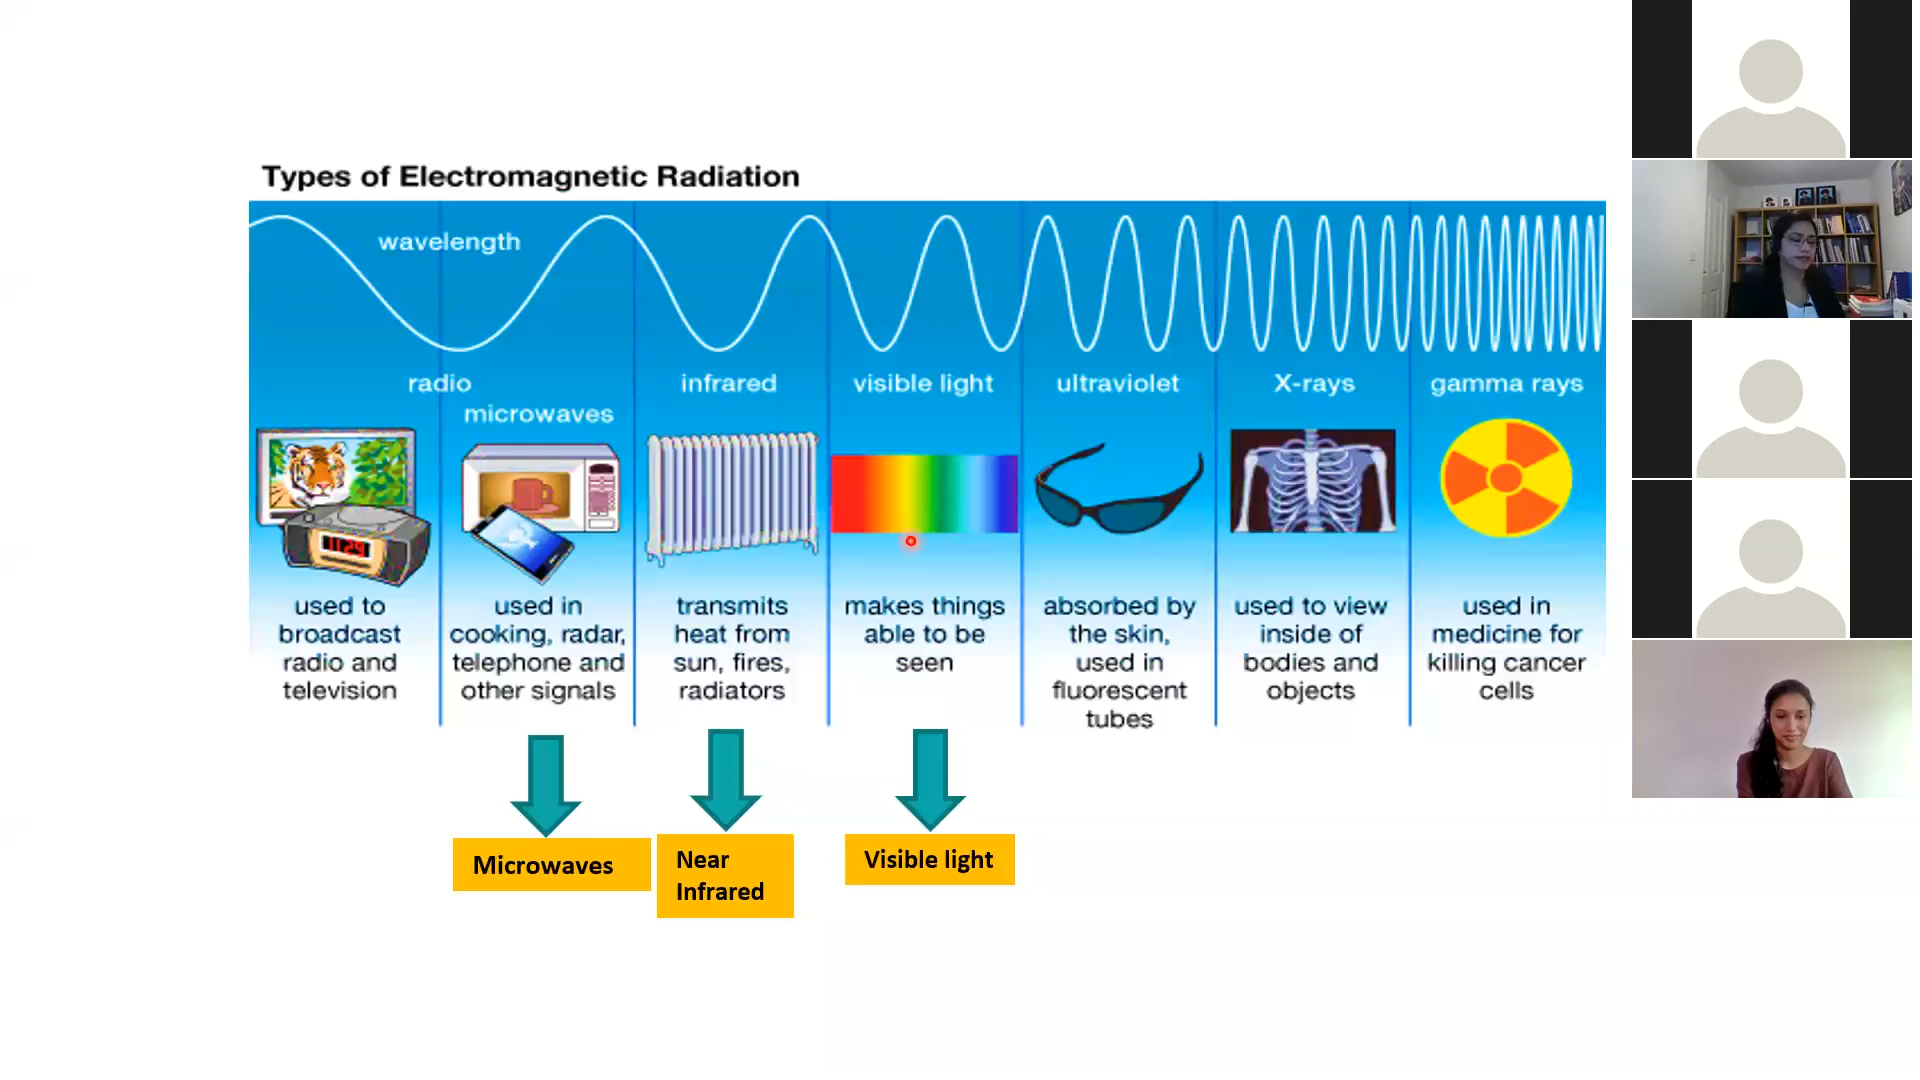 Types of Electromagnetic Radiation
wavelength
radio
microwaves
infrared
visible light
ultraviolet
X-rays
gamma rays
11:29
used to
broadcast
radio and
television
used in
cooking, radar,
telephone and
other signals
transmits
heat from
sun, fires,
radiators
makes things
able to be
seen
absorbed by
the skin,
used in
fluorescent
tubes
used to view
inside of
bodies and
objects
used in
medicine for
killing cancer
cells
Microwaves
Near
Infrared
Visible light